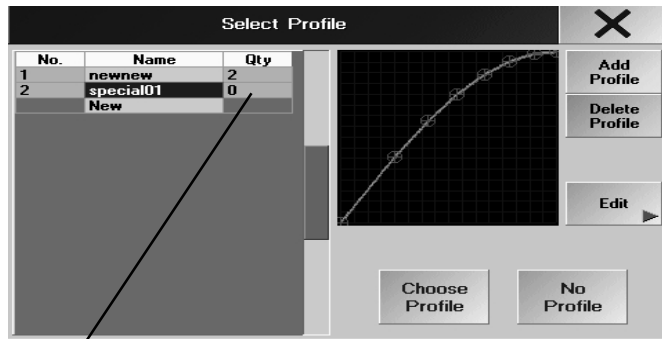 Select Profile
No. Name Qty
1 newnew 2
2 special01 0
New
Add
Profile
Delete
Profile
Edit
Choose
Profile
No
Profile